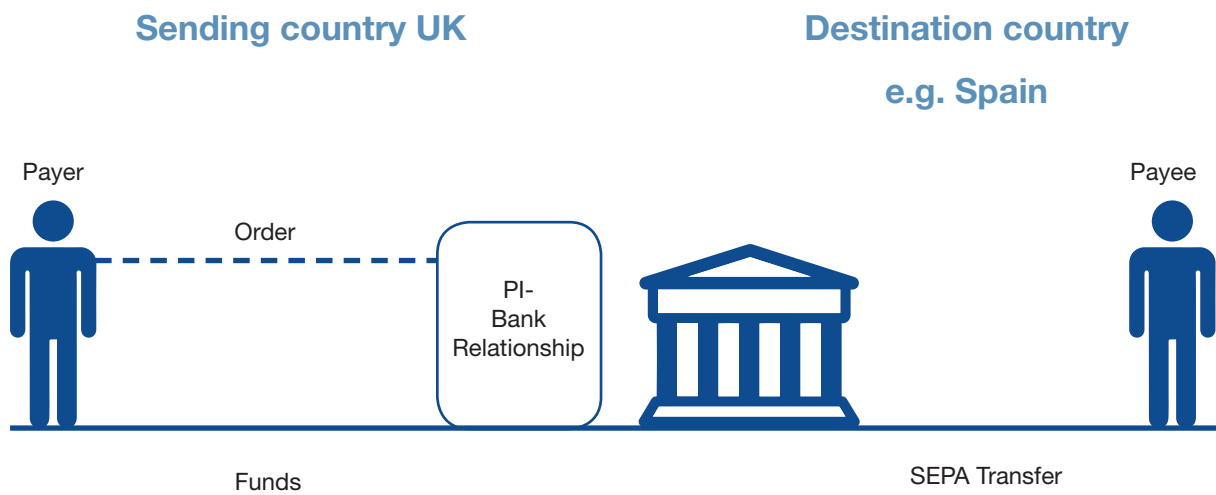 Sending country UK
Destination country
e.g. Spain
Payer
Payee
Order
PI-
Bank
Relationship
Funds
SEPA Transfer